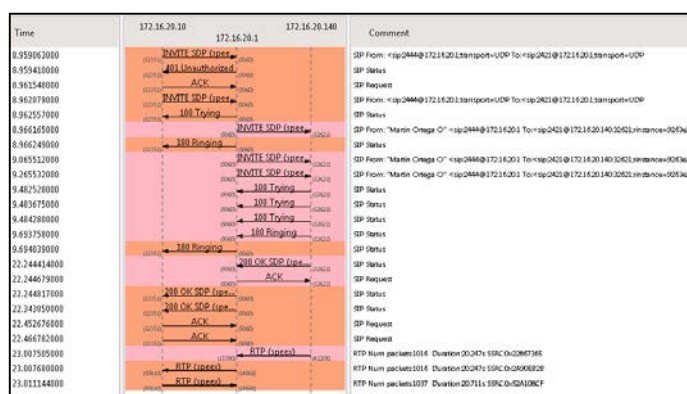 Time 172.16.20.10 172.16.20.140 Comment
172.16.20.1
8.959063000 INVITE SDP (spee... SIP From: <sip:2444@172.16.20.1;transport=UDP To:<sip:2421@172.16.20.1;transport=UDP
8.959410000 401 Unauthorized SIP Status
8.961540000 ACK SIP Request
8.962079000 INVITE SDP (spee... SIP From: <sip:2444@172.16.20.1;transport=UDP To:<sip:2421@172.16.20.1;transport=UDP
8.962557000 100 Trying SIP Status
8.966165000 INVITE SDP (spee... SIP From: "Martin Ortega O" <sip:2444@172.16.20.1 To:<sip:2421@172.16.20.140:32621;rinstance=
8.966249000 180 Ringing SIP Status
9.065512000 INVITE SDP (spee... SIP From: "Martin Ortega O" <sip:2444@172.16.20.1 To:<sip:2421@172.16.20.140:32621;rinstance=
9.265532000 INVITE SDP (spee... SIP From: "Martin Ortega O" <sip:2444@172.16.20.1 To:<sip:2421@172.16.20.140:32621;rinstance=
9.482528000 100 Trying SIP Status
9.483675000 100 Trying SIP Status
9.484280000 100 Trying SIP Status
9.693758000 180 Ringing SIP Status
9.694039000 180 Ringing SIP Status
22.244414000 200 OK SDP (spe... SIP Status
22.244679000 ACK SIP Request
22.244817000 200 OK SDP (spe... SIP Status
22.343950000 200 OK SDP (spe... SIP Status
22.452676000 ACK SIP Request
22.466782000 ACK SIP Request
23.007505000 RTP (speex) RTP Num packets:1016 Duration:20.247s
23.007600000 RTP (speex) RTP Num packets:1016 Duration:20.247s
23.011144000 RTP (speex) RTP Num packets:1037 Duration:20.711s